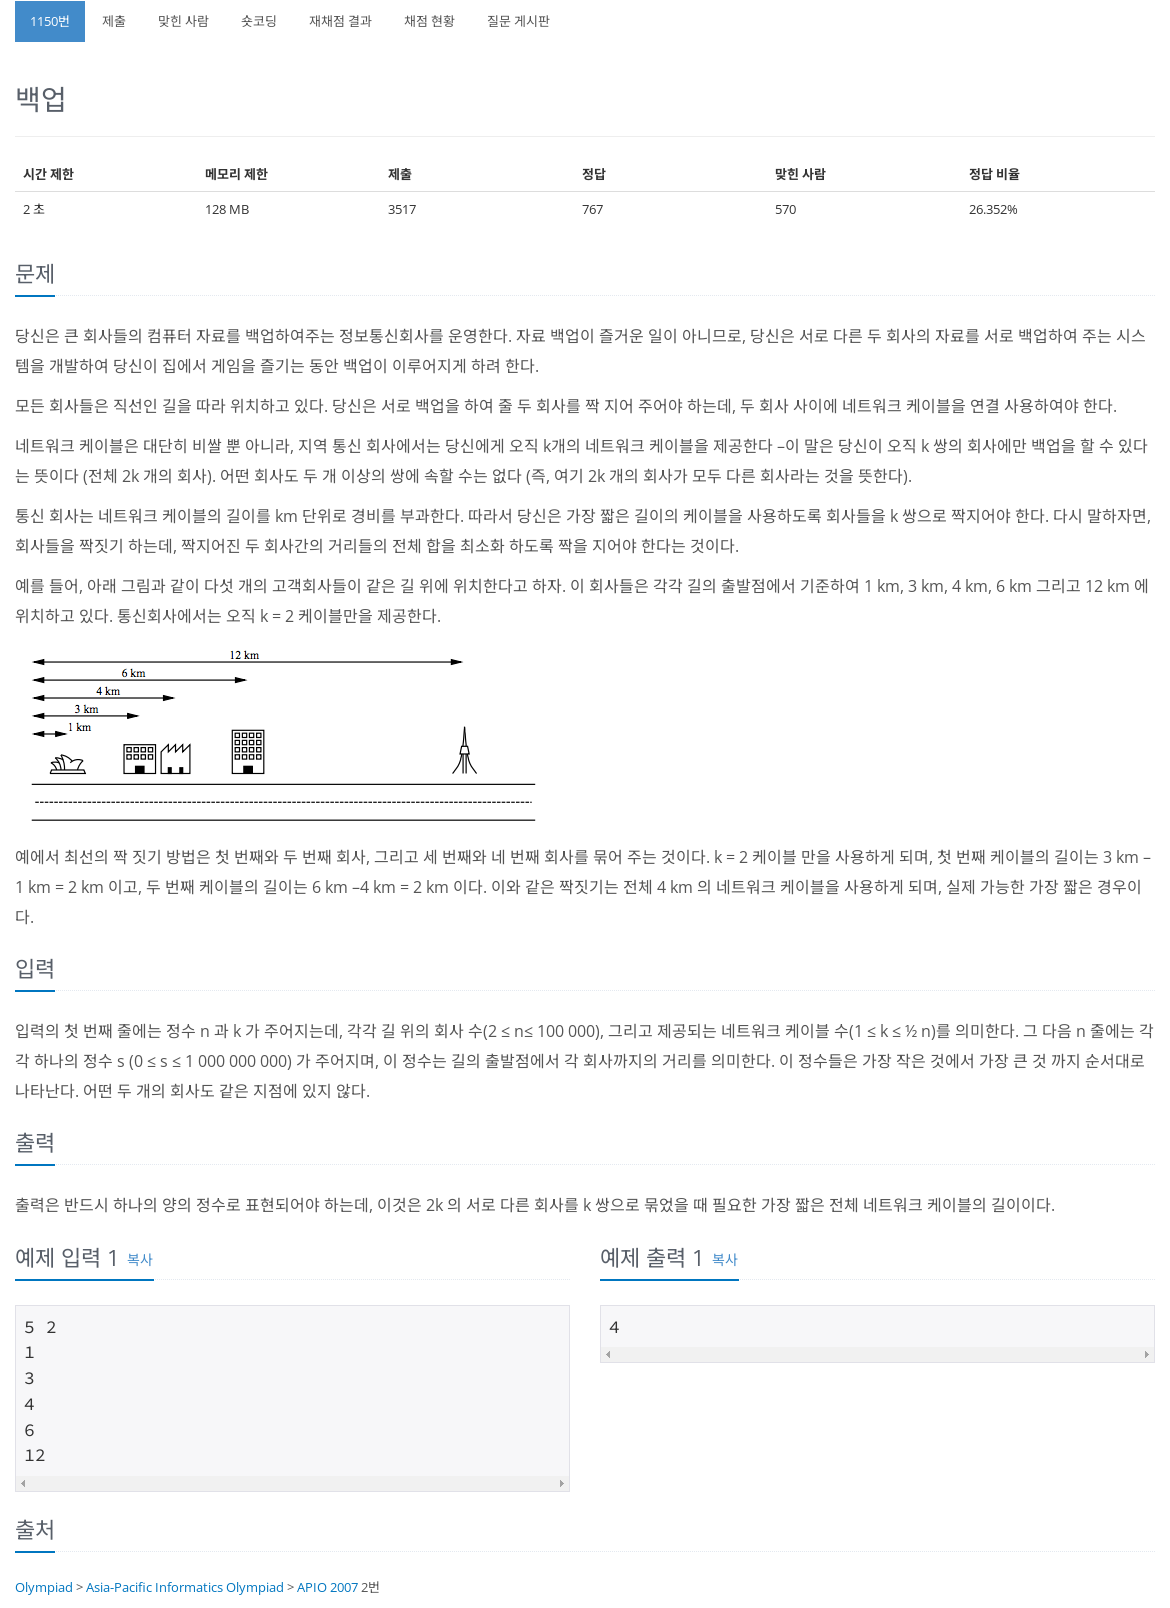 1150번 제출 맞힌 사람 숏코딩 재채점 결과 채점 현황 질문 게시판
백업
시간 제한 메모리 제한 제출 정답 맞힌 사람 정답 비율
2 초 128 MB 3517 767 570 26.352%
문제
당신은 큰 회사들의 컴퓨터 자료를 백업하여주는 정보통신회사를 운영한다. 자료 백업이 즐거운 일이 아니므로, 당신은 서로 다른 두 회사의 자료를 서로 백업하여 주는 시스
템을 개발하여 당신이 집에서 게임을 즐기는 동안 백업이 이루어지게 하려 한다.
모든 회사들은 직선인 길을 따라 위치하고 있다. 당신은 서로 백업을 하여 줄 두 회사를 짝 지어 주어야 하는데, 두 회사 사이에 네트워크 케이블을 연결 사용하여야 한다.
네트워크 케이블은 대단히 비쌀 뿐 아니라, 지역 통신 회사에서는 당신에게 오직 k개의 네트워크 케이블을 제공한다 –이 말은 당신이 오직 k 쌍의 회사에만 백업을 할 수 있다
는 뜻이다 (전체 2k 개의 회사). 어떤 회사도 두 개 이상의 쌍에 속할 수는 없다 (즉, 여기 2k 개의 회사가 모두 다른 회사라는 것을 뜻한다).
통신 회사는 네트워크 케이블의 길이를 km 단위로 경비를 부과한다. 따라서 당신은 가장 짧은 길이의 케이블을 사용하도록 회사들을 k 쌍으로 짝지어야 한다. 다시 말하자면,
회사들을 짝짓기 하는데, 짝지어진 두 회사간의 거리들의 전체 합을 최소화 하도록 짝을 지어야 한다는 것이다.
예를 들어, 아래 그림과 같이 다섯 개의 고객회사들이 같은 길 위에 위치한다고 하자. 이 회사들은 각각 길의 출발점에서 기준하여 1 km, 3 km, 4 km, 6 km 그리고 12 km 에
위치하고 있다. 통신회사에서는 오직 k = 2 케이블만을 제공한다.
12 km
6 km
4 km
3 km
1 km
예에서 최선의 짝 짓기 방법은 첫 번째와 두 번째 회사, 그리고 세 번째와 네 번째 회사를 묶어 주는 것이다. k = 2 케이블 만을 사용하게 되며, 첫 번째 케이블의 길이는 3 km –
1 km = 2 km 이고, 두 번째 케이블의 길이는 6 km –4 km = 2 km 이다. 이와 같은 짝짓기는 전체 4 km 의 네트워크 케이블을 사용하게 되며, 실제 가능한 가장 짧은 경우이
다.
입력
입력의 첫 번째 줄에는 정수 n 과 k 가 주어지는데, 각각 길 위의 회사 수(2 ≤ n≤ 100 000), 그리고 제공되는 네트워크 케이블 수(1 ≤ k ≤ ½ n)를 의미한다. 그 다음 n 줄에는 각
각 하나의 정수 s (0 ≤ s ≤ 1 000 000 000) 가 주어지며, 이 정수는 길의 출발점에서 각 회사까지의 거리를 의미한다. 이 정수들은 가장 작은 것에서 가장 큰 것 까지 순서대로
나타난다. 어떤 두 개의 회사도 같은 지점에 있지 않다.
출력
출력은 반드시 하나의 양의 정수로 표현되어야 하는데, 이것은 2k 의 서로 다른 회사를 k 쌍으로 묶었을 때 필요한 가장 짧은 전체 네트워크 케이블의 길이이다.
예제 입력 1 복사
5 2
1
3
4
6
12
예제 출력 1 복사
4
출처
Olympiad > Asia-Pacific Informatics Olympiad > APIO 2007 2번